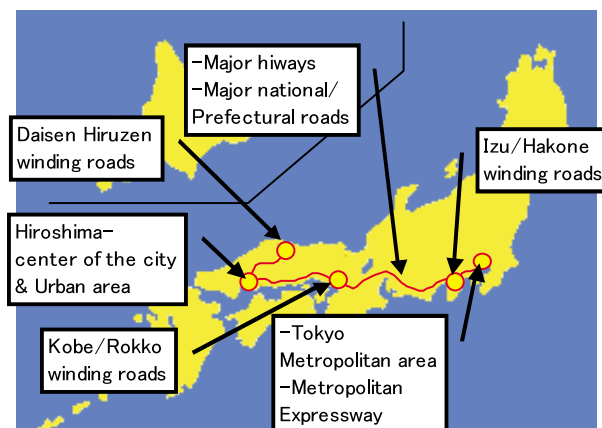 -Major hiways
-Major national/
Prefectural roads
Daisen Hiruzen
winding roads
Izu/Hakone
winding roads
Hiroshima-
center of the city
& Urban area
Kobe/Rokko
winding roads
-Tokyo
Metropolitan area
-Metropolitan
Expressway